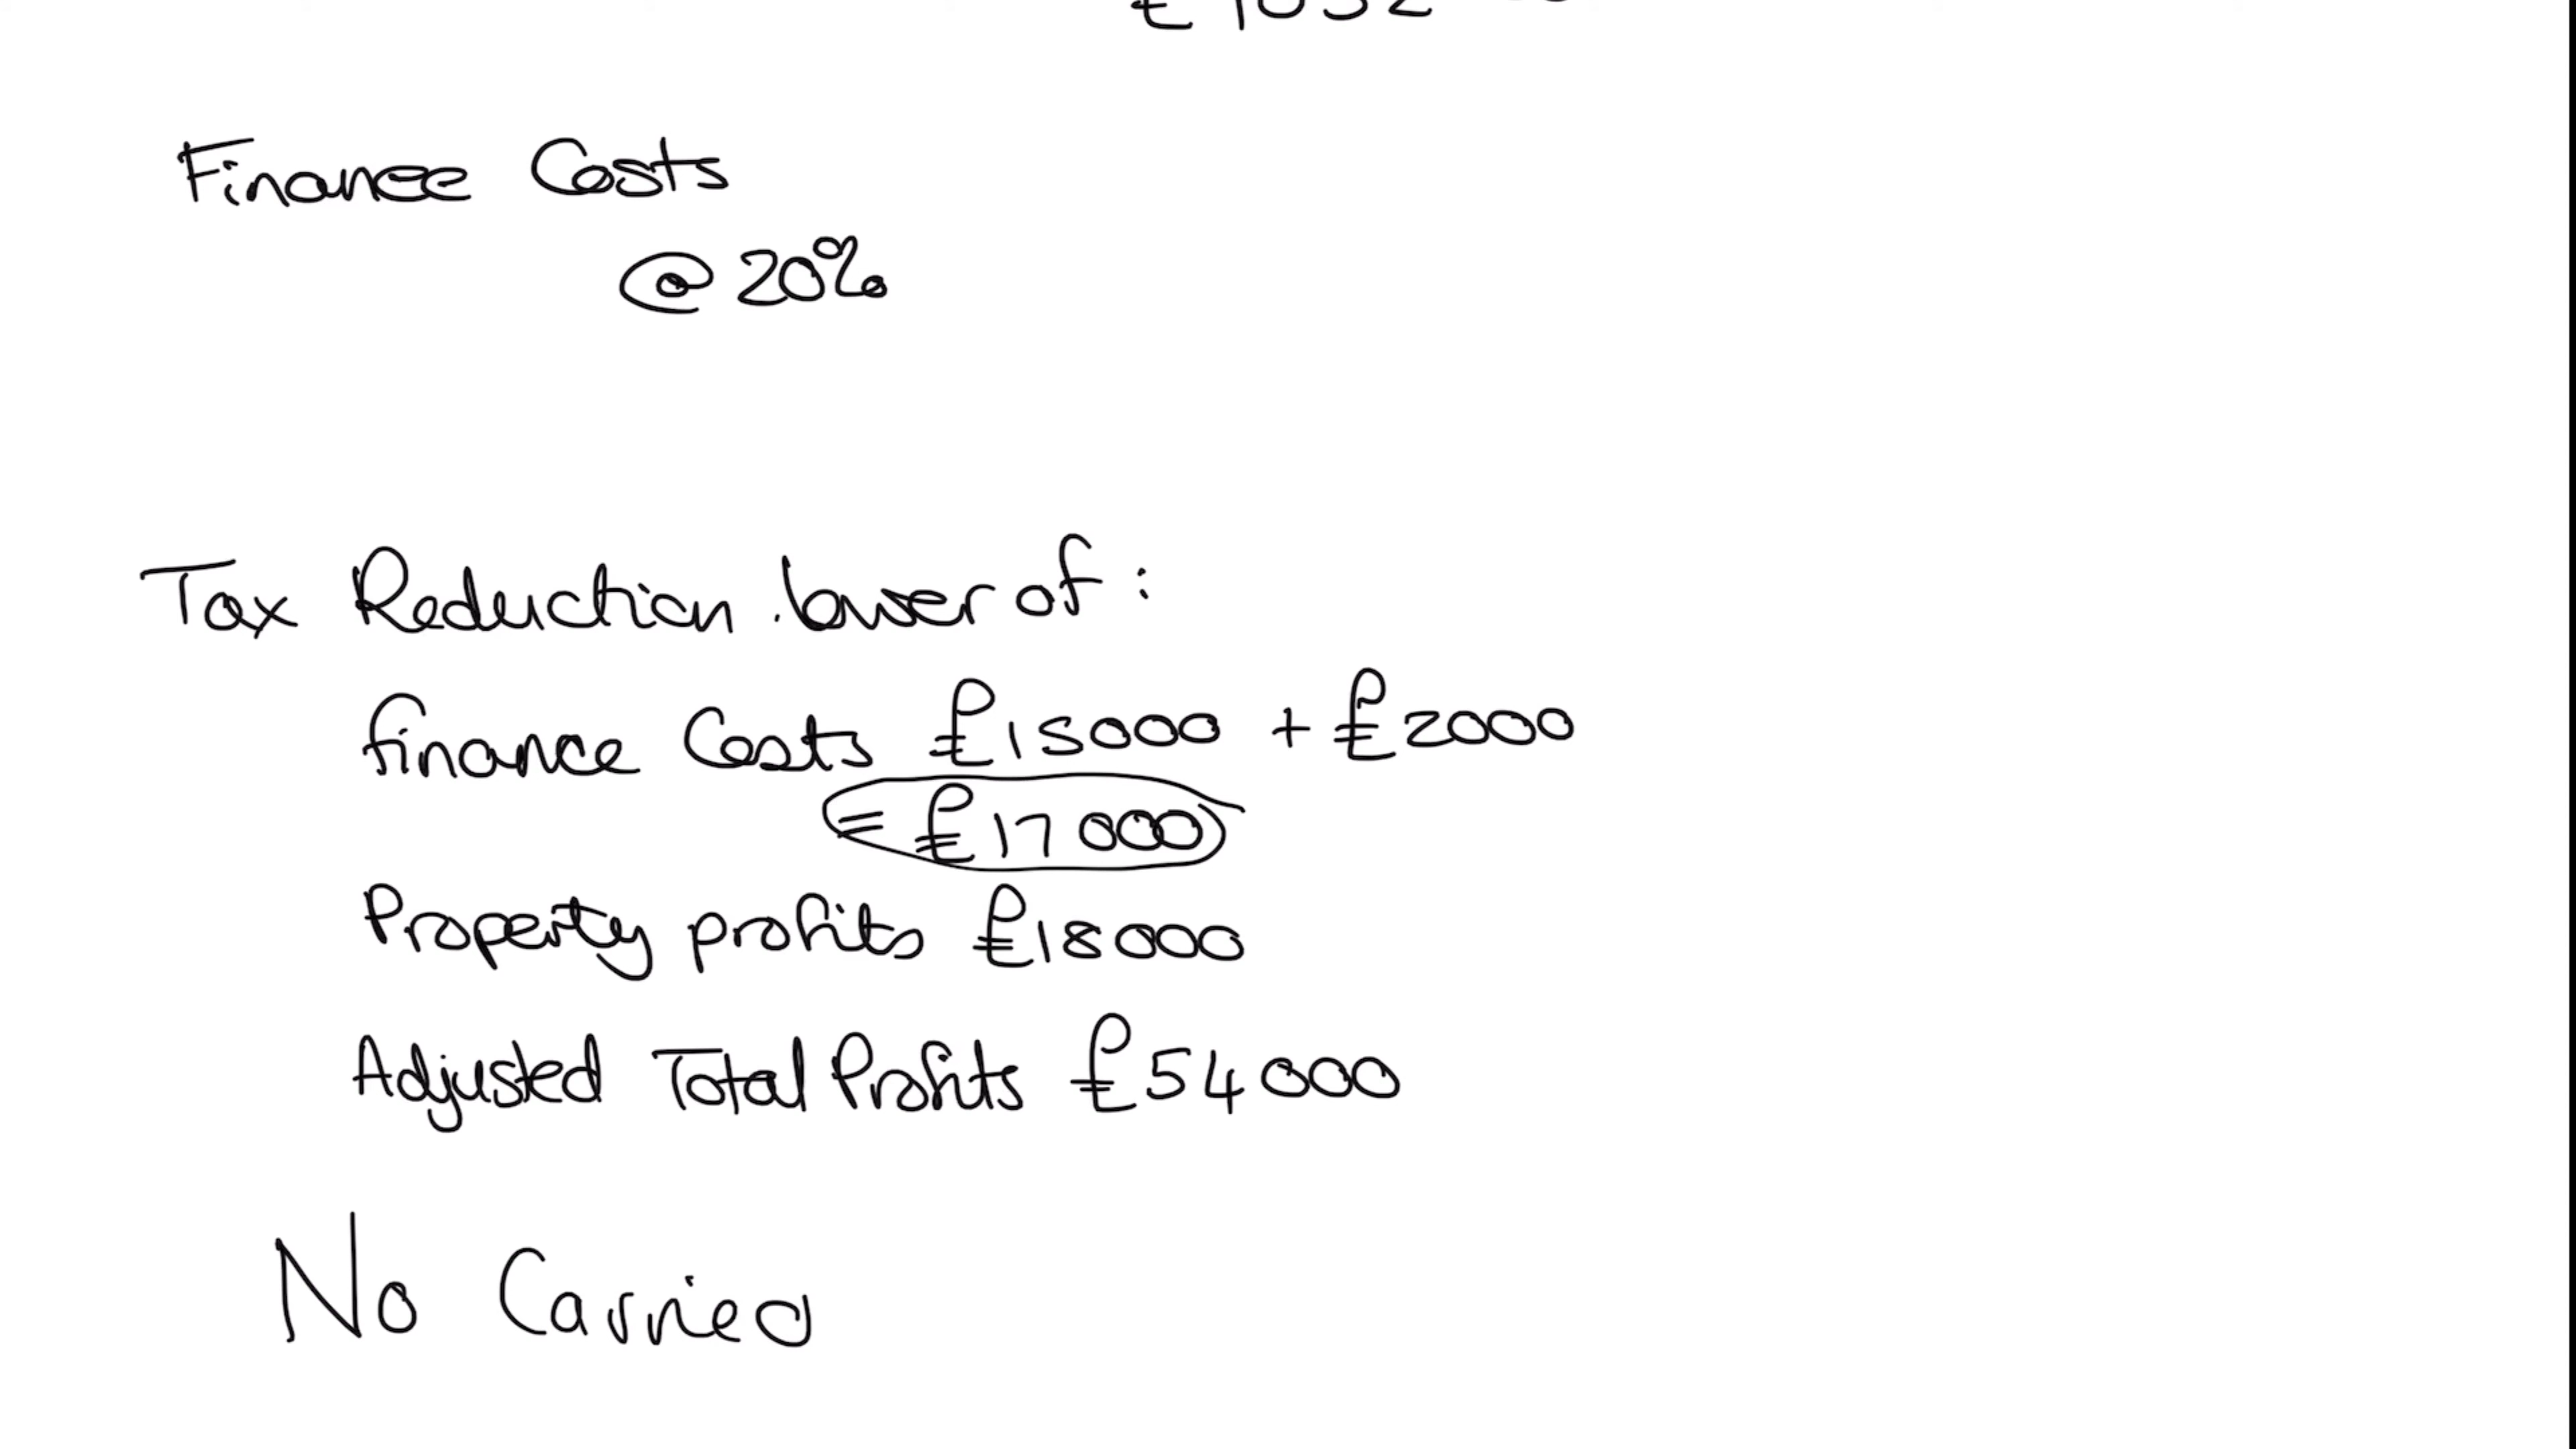 Finance Costs
@ 20%
Tax Reduction lower of :
finance Costs £15000 + £2000
= £17000
Property profits £18000
Adjusted Total Profits £54000
No Carried